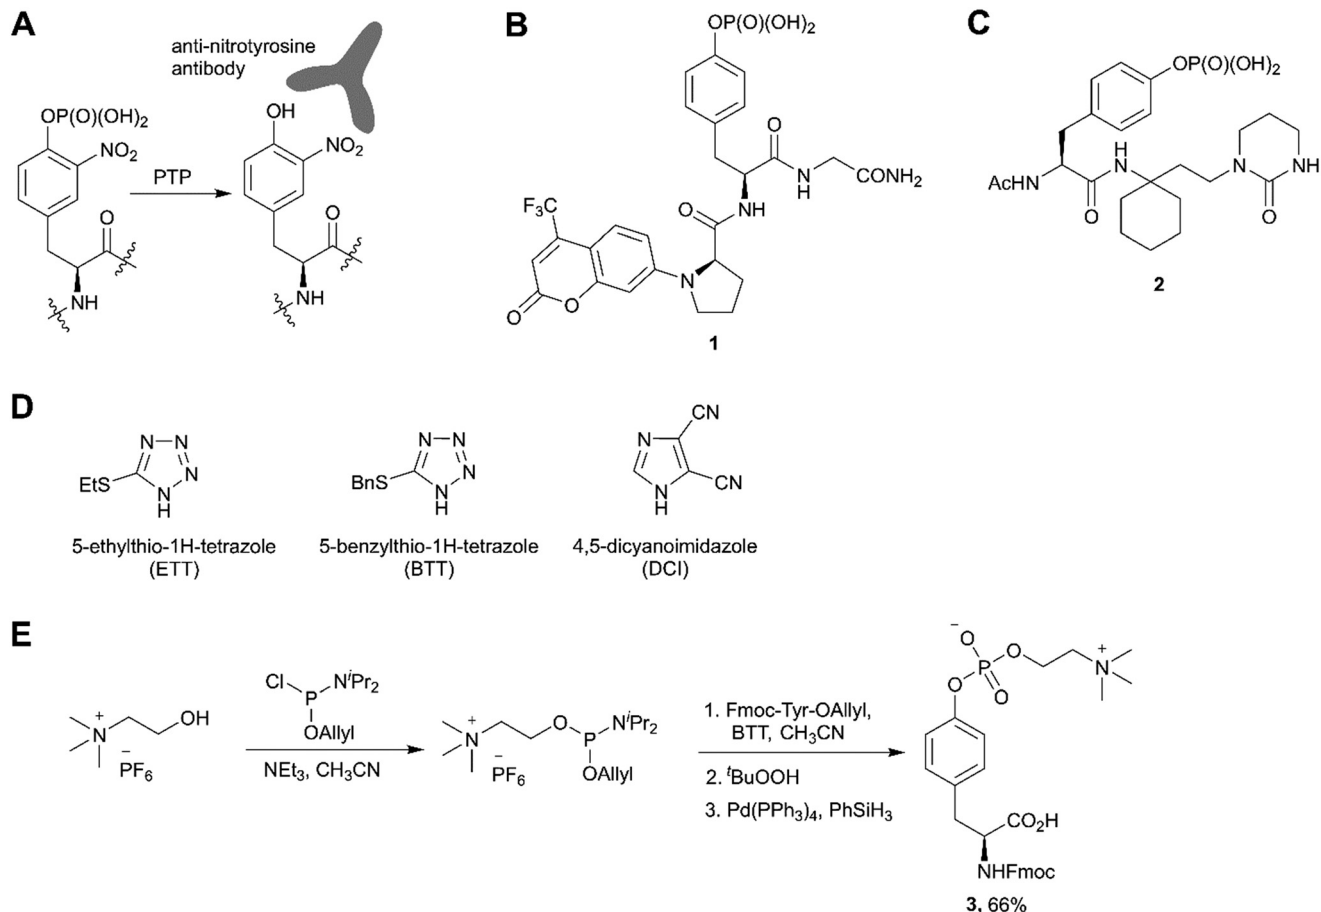 A
anti-nitrotyrosine
antibody
OP(O)(OH)2
NO2
PTP
OH
NO2
O
NH
O
NH
B
OP(O)(OH)2
O
N
H
CONH2
O
NH
F3C
N
O
O
1
C
OP(O)(OH)2
AcHN
H
N
O
N
NH
O
2
D
N
N
N
N
H
EtS
5-ethylthio-1H-tetrazole
(ETT)
N
N
N
N
H
BnS
5-benzylthio-1H-tetrazole
(BTT)
CN
N
CN
N
H
4,5-dicyanoimidazole
(DCI)
E
N+
OH
−
PF6
Cl
P
NiPr2
OAllyl
NEt3, CH3CN
N+
O
P
NiPr2
−
PF6
OAllyl
1. Fmoc-Tyr-OAllyl,
BTT, CH3CN
2. tBuOOH
3. Pd(PPh3)4, PhSiH3
−
O
O
P
O
O
N+
CO2H
NHFmoc
3, 66%